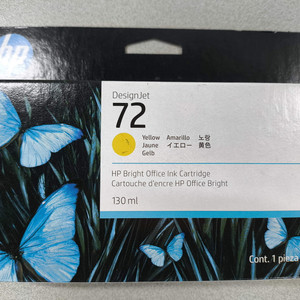 hp
DesignJet
72
Yellow Amarillo 노랑
Jaune イエロー 黄色
Gelb
HP Bright Office Ink Cartridge
Cartouche d'encre HP Office Bright
130 ml
Cont. 1 pieza